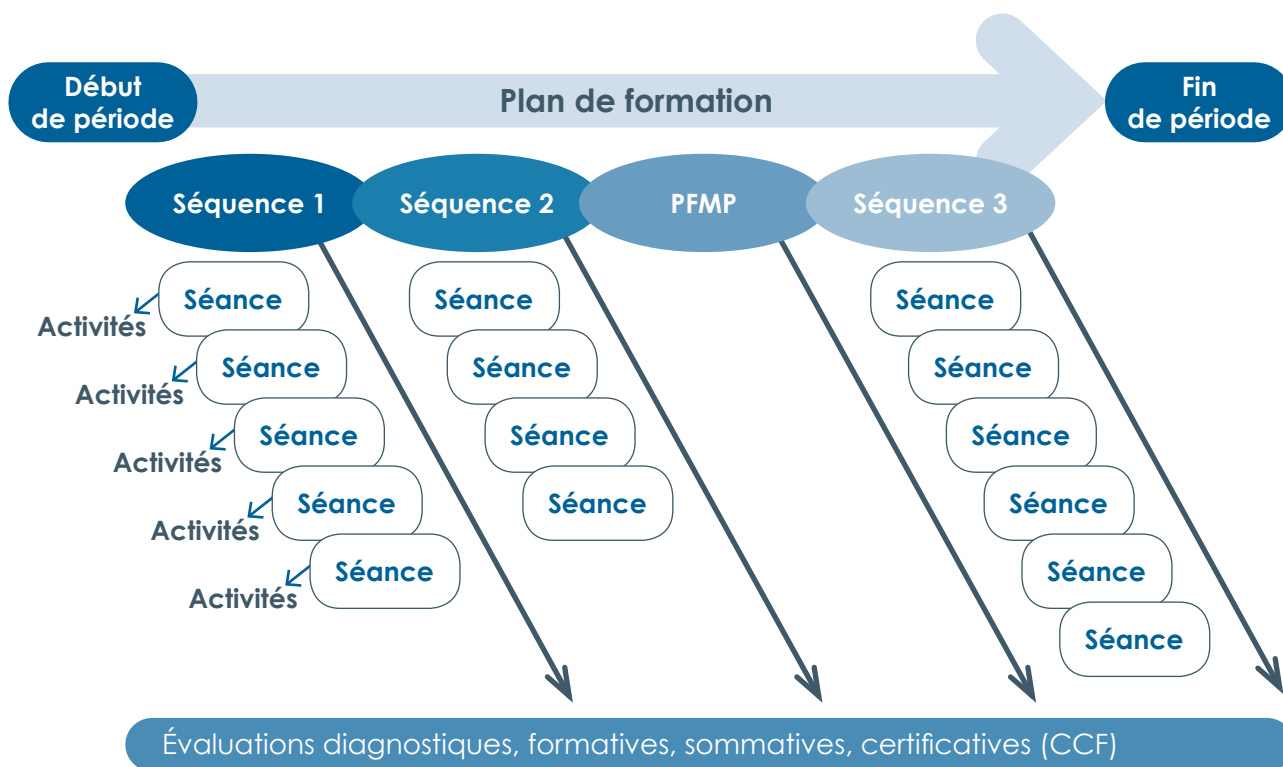 Début
de période
Plan de formation
Fin
de période
Séquence 1
Séquence 2
PFMP
Séquence 3
Séance
Séance
Séance
Activités
Séance
Séance
Séance
Activités
Séance
Séance
Séance
Activités
Séance
Séance
Séance
Activités
Séance
Séance
Activités
Séance
Évaluations diagnostiques, formatives, sommatives, certificatives (CCF)